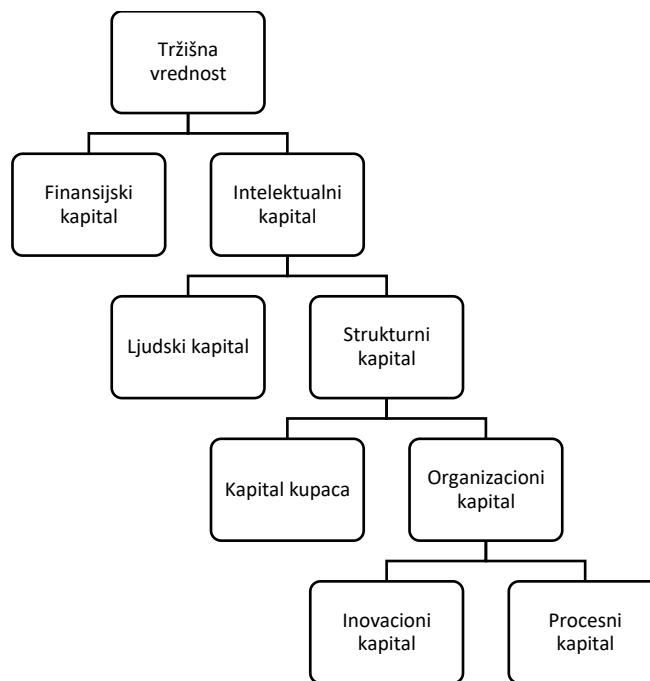 Tržišna
vrednost
Finansijski
kapital
Intelektualni
kapital
Ljudski kapital
Strukturni
kapital
Kapital kupaca
Organizacioni
kapital
Inovacioni
kapital
Procesni
kapital